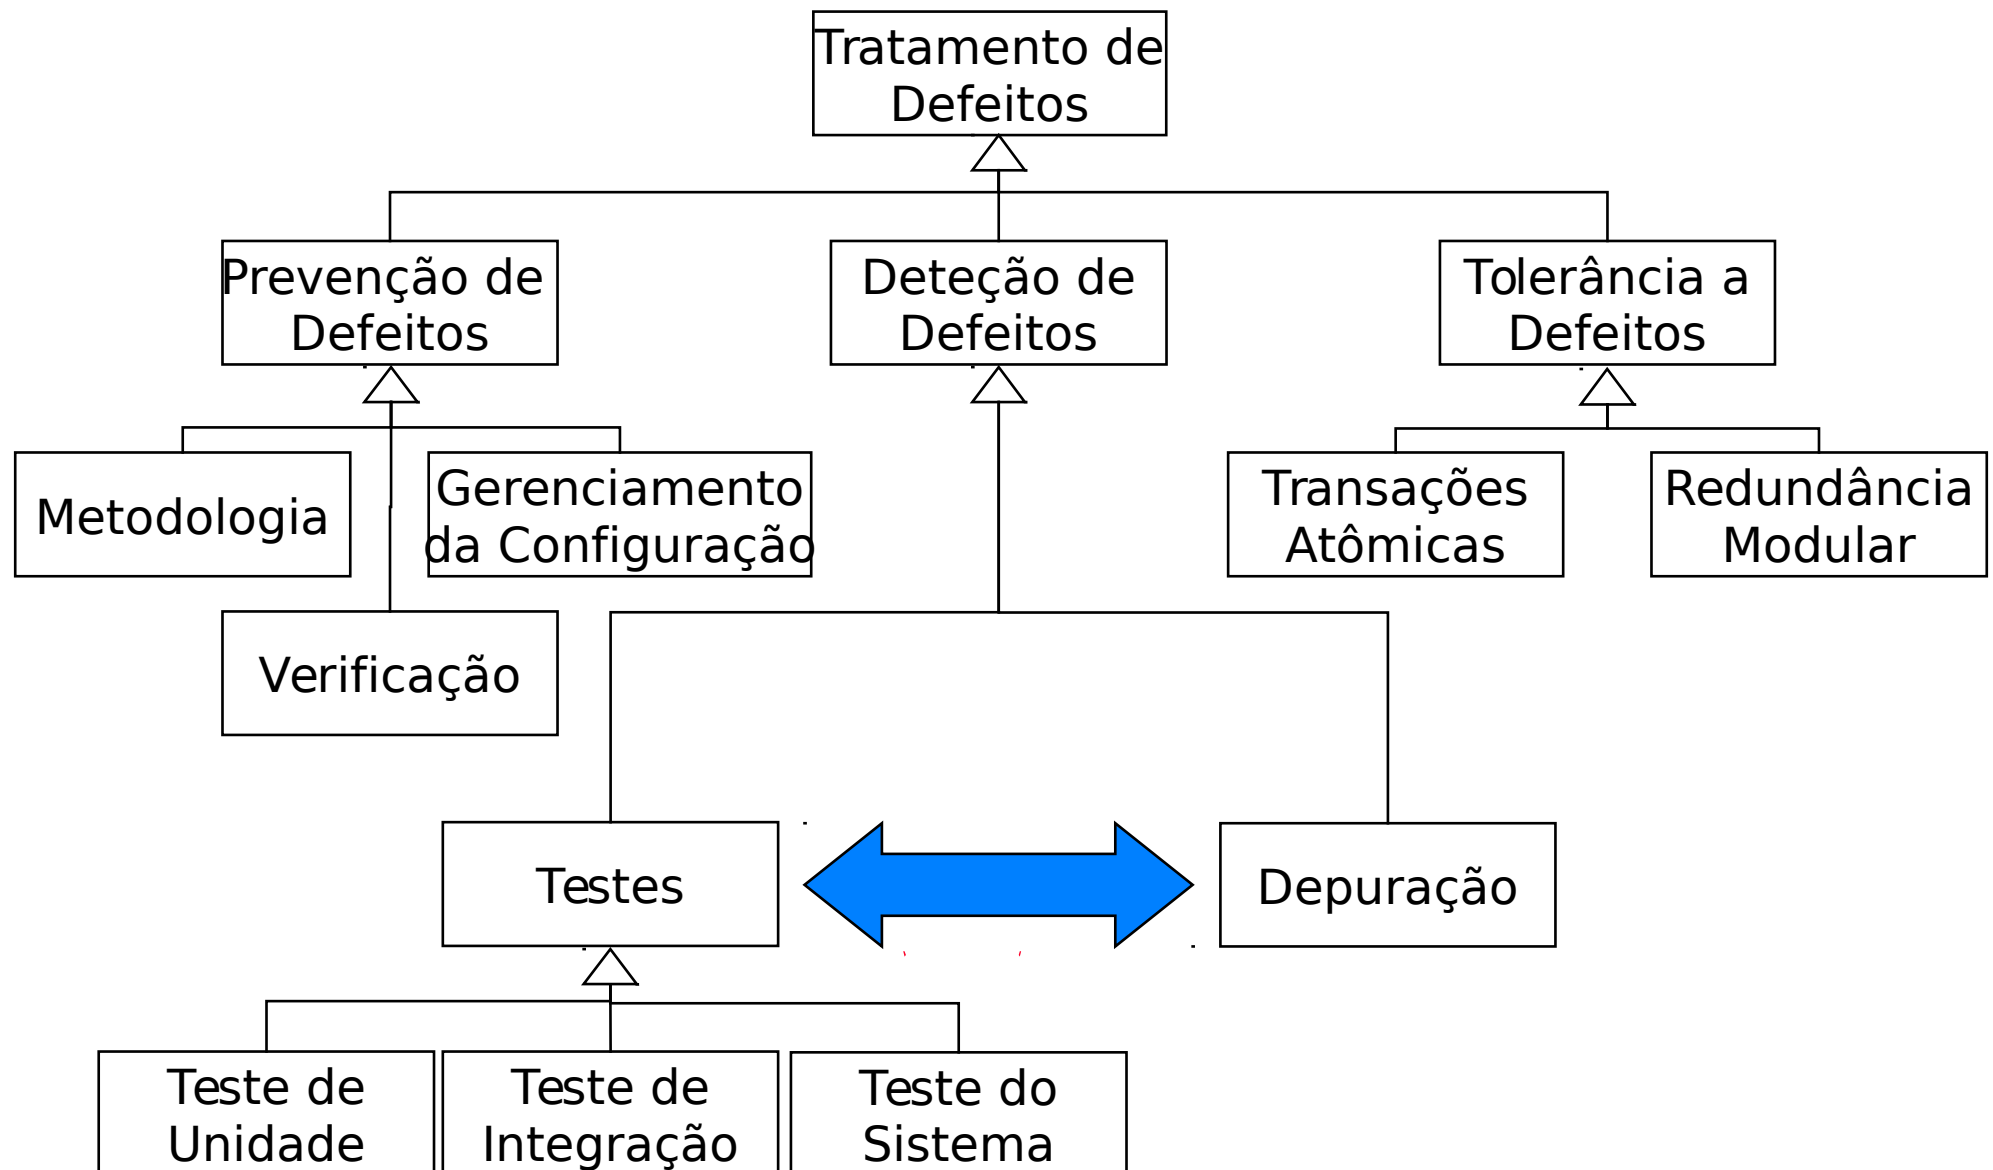 Tratamento de
Defeitos
Prevenção de
Defeitos
Deteção de
Defeitos
Tolerância a
Defeitos
Metodologia
Gerenciamento
da Configuração
Transações
Atômicas
Redundância
Modular
Verificação
Testes
Depuração
Teste de
Unidade
Teste de
Integração
Teste do
Sistema